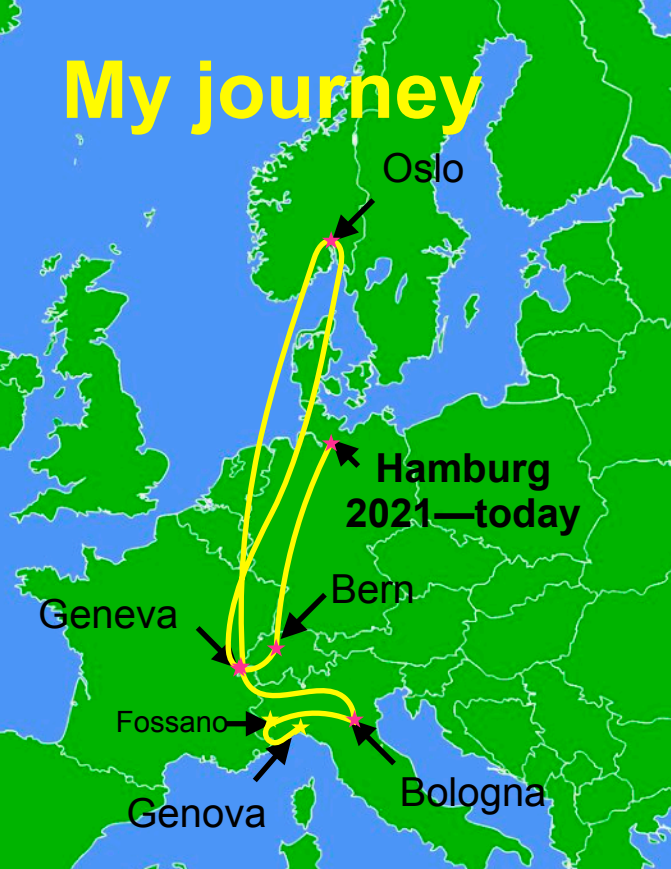 My journey
Oslo
Hamburg
2021—today
Bern
Geneva
Fossano
Bologna
Genova